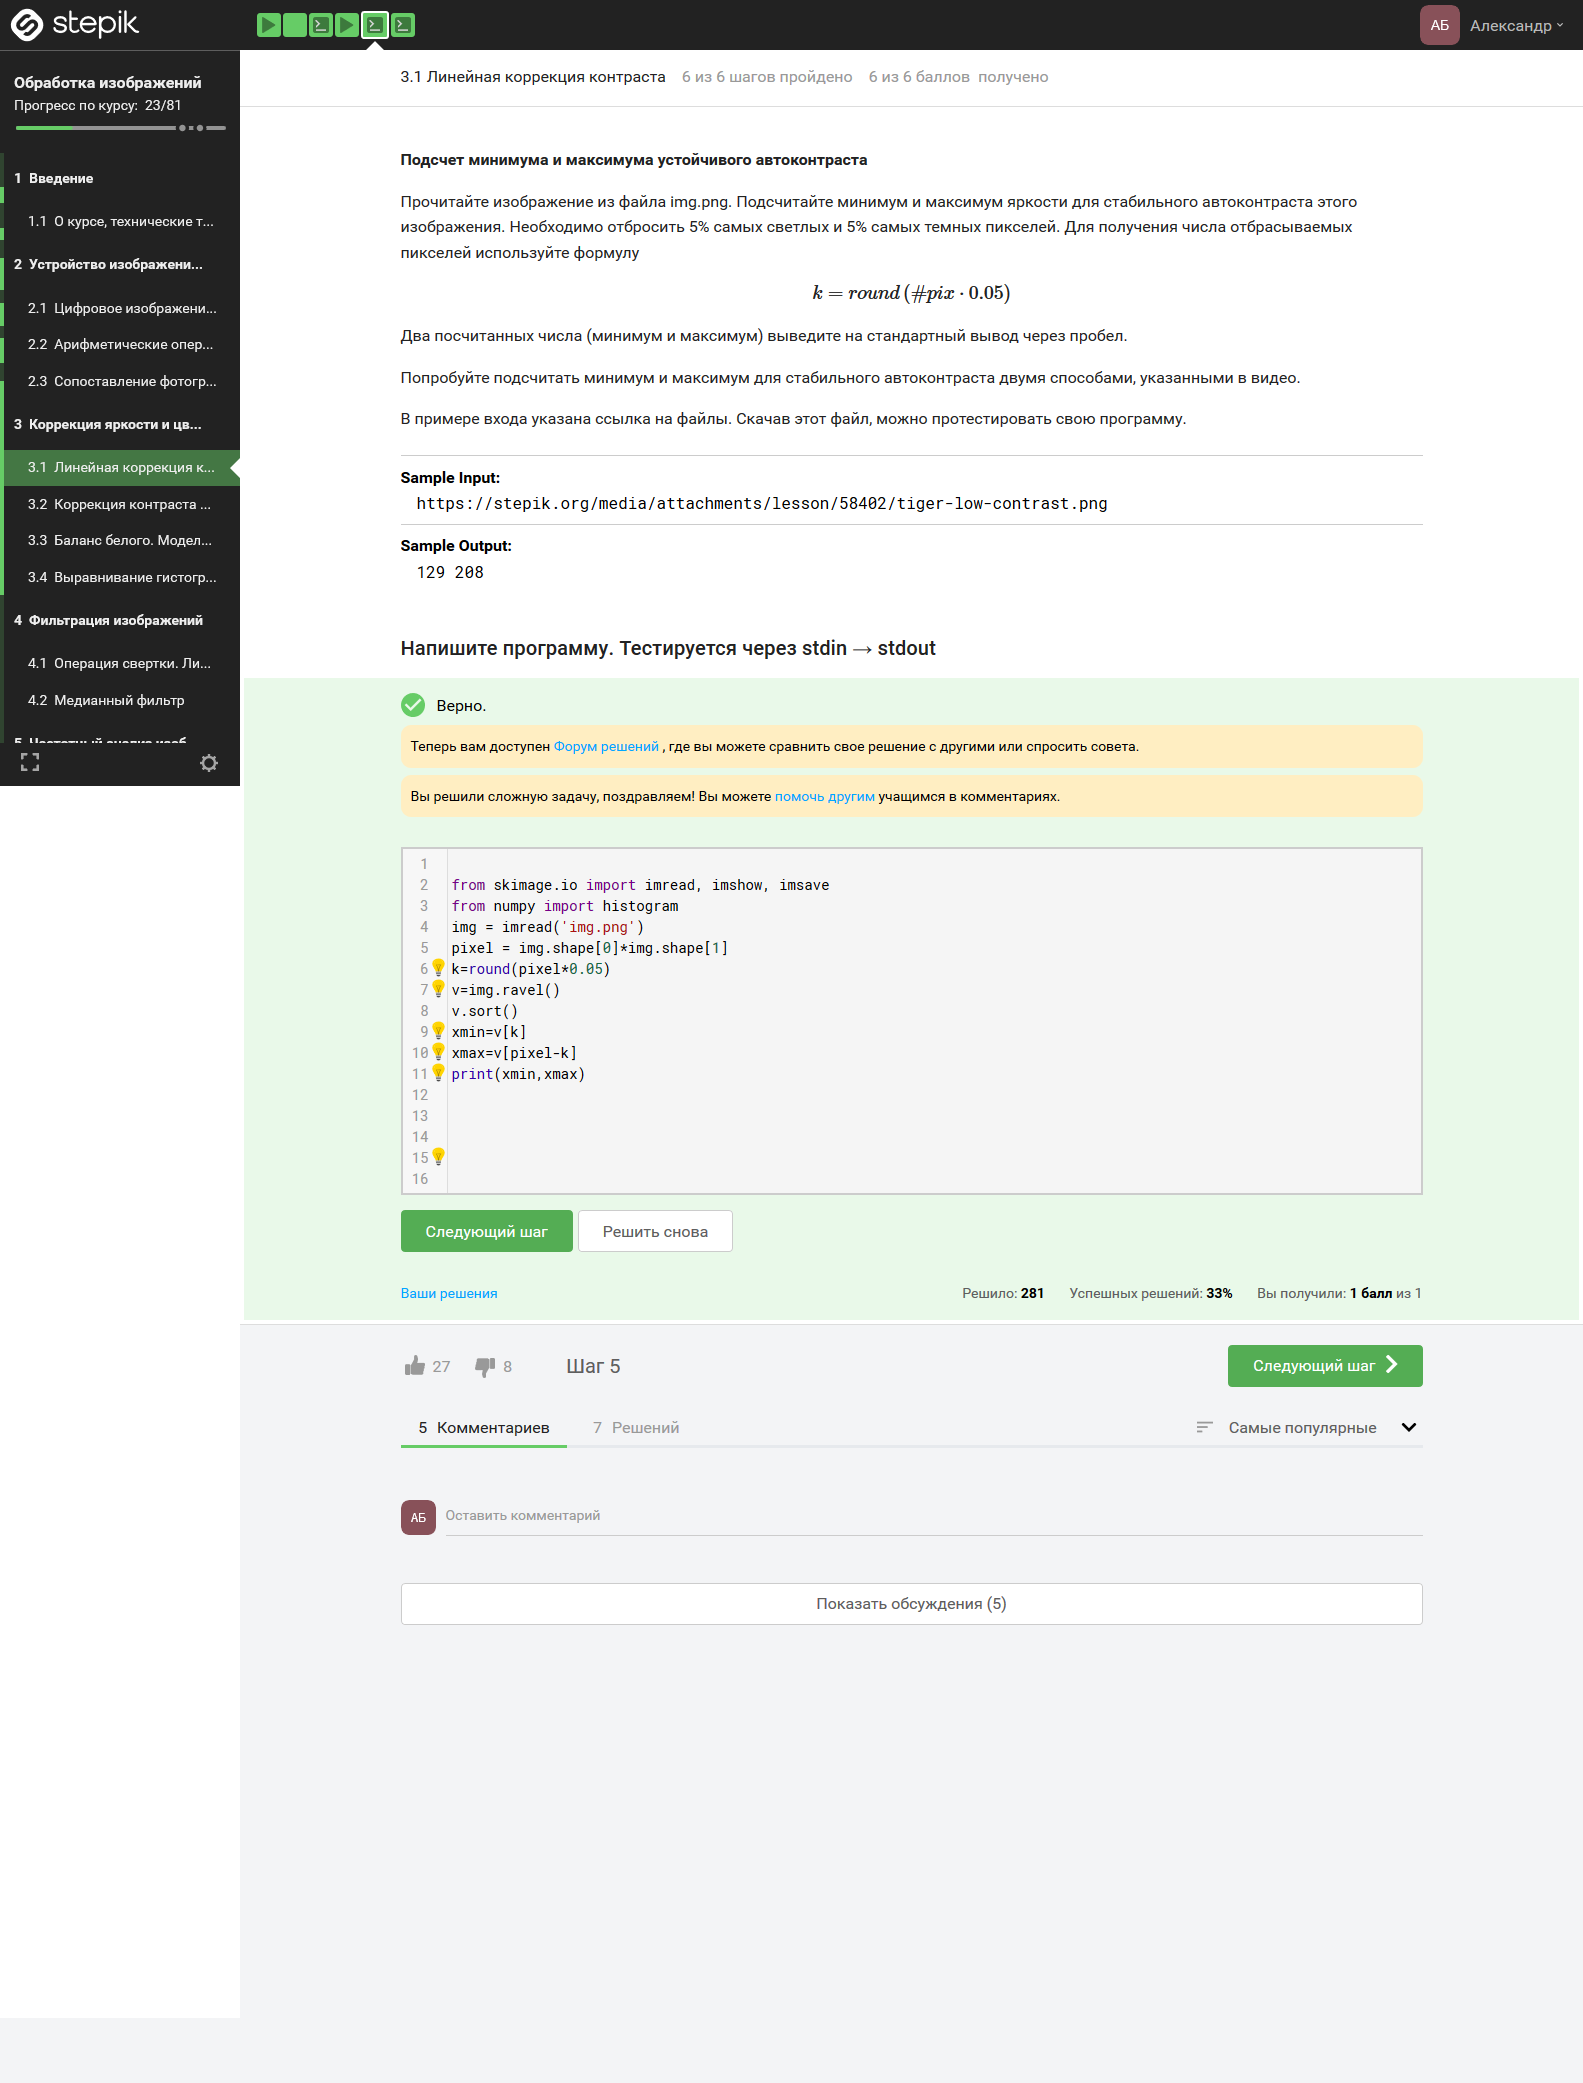 stepik
АБ Александр
Обработка изображений
Прогресс по курсу: 23/81
1 Введение
1.1 О курсе, технические т...
2 Устройство изображени...
2.1 Цифровое изображени...
2.2 Арифметические опер...
2.3 Сопоставление фотогр...
3 Коррекция яркости и цв...
3.1 Линейная коррекция к...
3.2 Коррекция контраста ...
3.3 Баланс белого. Модел...
3.4 Выравнивание гистогр...
4 Фильтрация изображений
4.1 Операция свертки. Ли...
4.2 Медианный фильтр
5 Частотный анализ изоб...
3.1 Линейная коррекция контраста 6 из 6 шагов пройдено 6 из 6 баллов получено
Подсчет минимума и максимума устойчивого автоконтраста
Прочитайте изображение из файла img.png. Подсчитайте минимум и максимум яркости для стабильного автоконтраста этого
изображения. Необходимо отбросить 5% самых светлых и 5% самых темных пикселей. Для получения числа отбрасываемых
пикселей используйте формулу
k = round (#pix · 0.05)
Два посчитанных числа (минимум и максимум) выведите на стандартный вывод через пробел.
Попробуйте подсчитать минимум и максимум для стабильного автоконтраста двумя способами, указанными в видео.
В примере входа указана ссылка на файлы. Скачав этот файл, можно протестировать свою программу.
Sample Input:
https://stepik.org/media/attachments/lesson/58402/tiger-low-contrast.png
Sample Output:
129 208
Напишите программу. Тестируется через stdin → stdout
Верно.
Теперь вам доступен Форум решений , где вы можете сравнить свое решение с другими или спросить совета.
Вы решили сложную задачу, поздравляем! Вы можете помочь другим учащимся в комментариях.
1
2 from skimage.io import imread, imshow, imsave
3 from numpy import histogram
4 img = imread('img.png')
5 pixel = img.shape[0]*img.shape[1]
6 k=round(pixel*0.05)
7 v=img.ravel()
8 v.sort()
9 xmin=v[k]
10 xmax=v[pixel-k]
11 print(xmin,xmax)
12
13
14
15
16
Следующий шаг Решить снова
Ваши решения Решило: 281 Успешных решений: 33% Вы получили: 1 балл из 1
27 8 Шаг 5 Следующий шаг
5 Комментариев 7 Решений Самые популярные
АБ Оставить комментарий
Показать обсуждения (5)